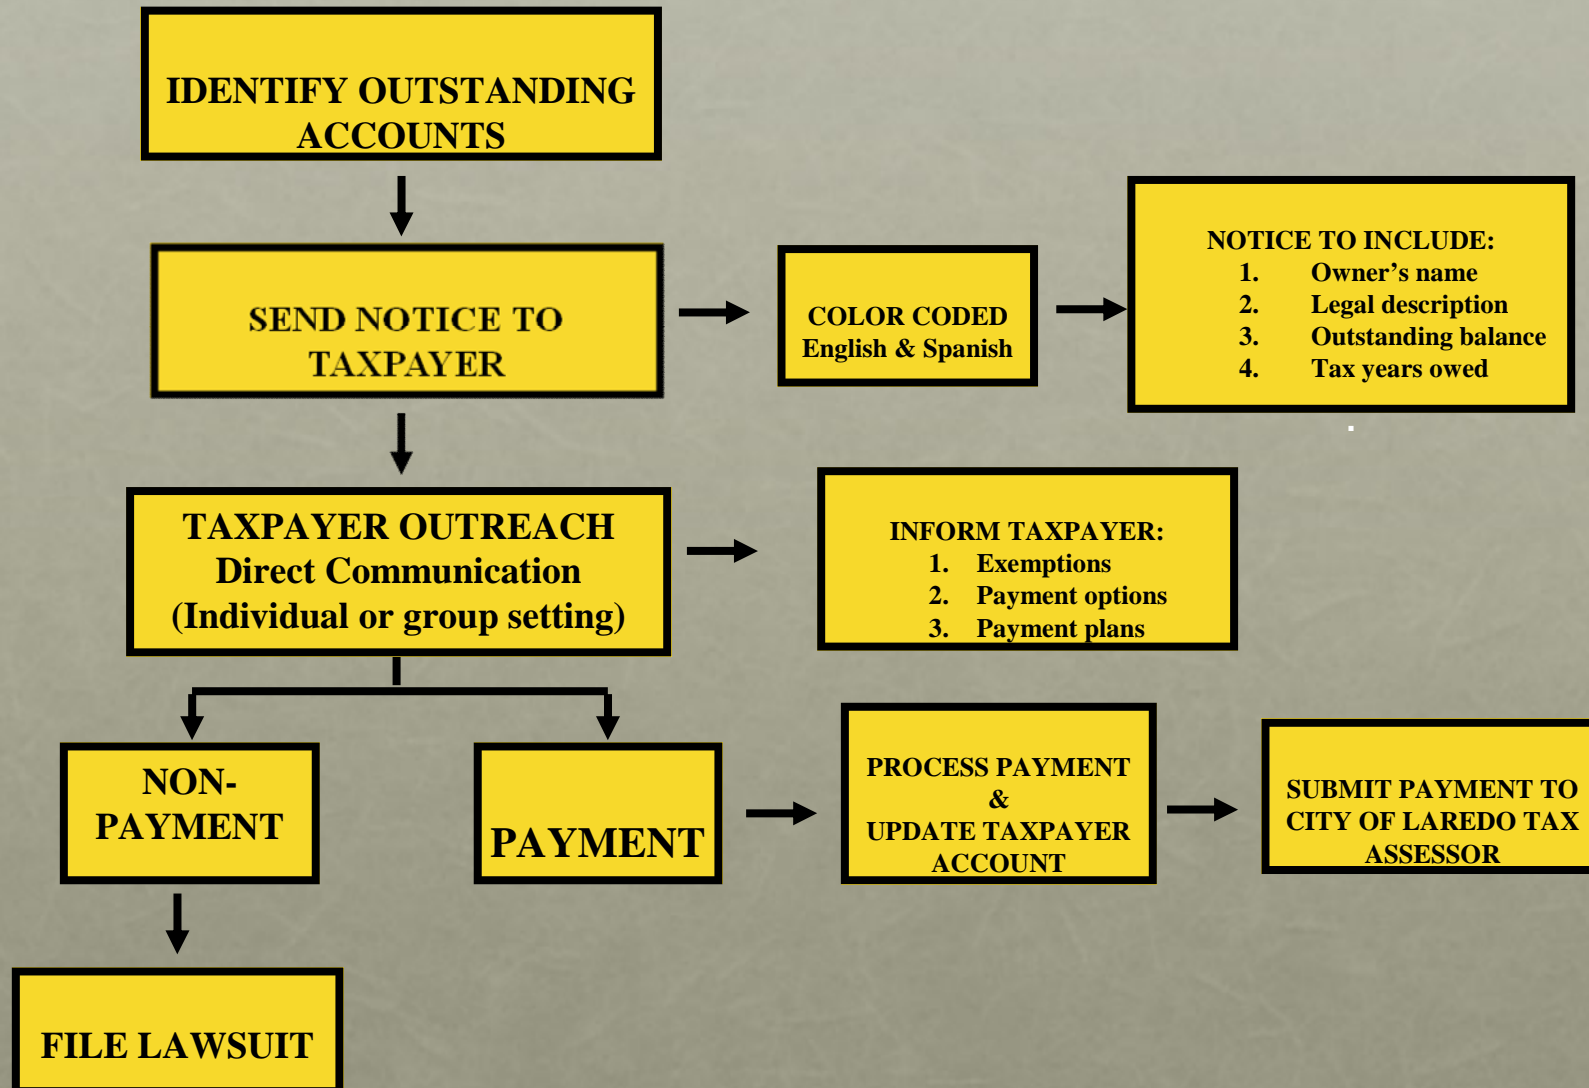 IDENTIFY OUTSTANDING
ACCOUNTS
SEND NOTICE TO
TAXPAYER
COLOR CODED
English & Spanish
NOTICE TO INCLUDE:
1. Owner’s name
2. Legal description
3. Outstanding balance
4. Tax years owed
.
TAXPAYER OUTREACH
Direct Communication
(Individual or group setting)
INFORM TAXPAYER:
1. Exemptions
2. Payment options
3. Payment plans
NON-
PAYMENT
PAYMENT
PROCESS PAYMENT
&
UPDATE TAXPAYER
ACCOUNT
SUBMIT PAYMENT TO
CITY OF LAREDO TAX
ASSESSOR
FILE LAWSUIT